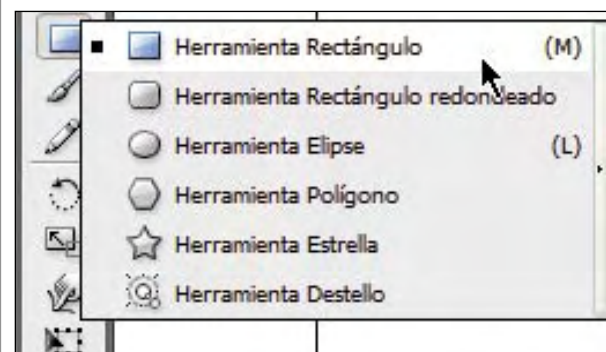 Herramienta Rectángulo (M)
Herramienta Rectángulo redondeado
Herramienta Elipse (L)
Herramienta Polígono
Herramienta Estrella
Herramienta Destello